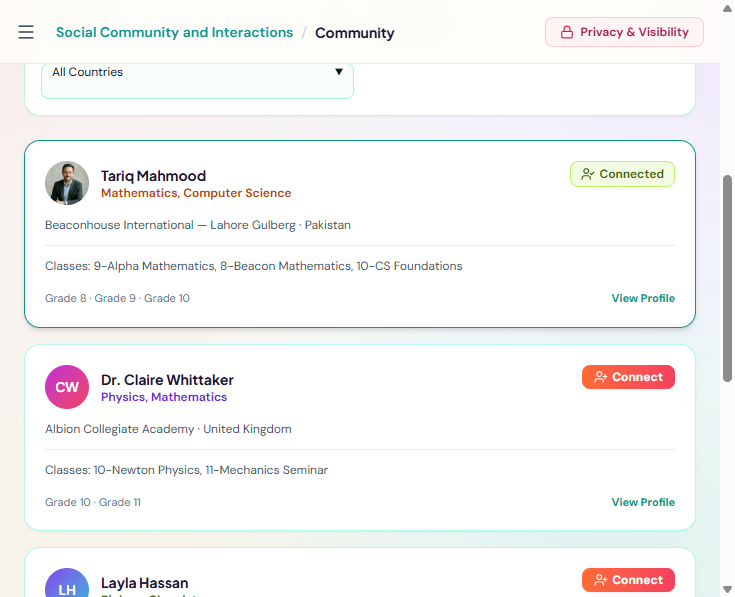 Social Community and Interactions / Community
Privacy & Visibility
All Countries
Tariq Mahmood
Connected
Mathematics, Computer Science
Beaconhouse International — Lahore Gulberg · Pakistan
Classes: 9-Alpha Mathematics, 8-Beacon Mathematics, 10-CS Foundations
Grade 8 · Grade 9 · Grade 10
View Profile
CW
Dr. Claire Whittaker
Connect
Physics, Mathematics
Albion Collegiate Academy · United Kingdom
Classes: 10-Newton Physics, 11-Mechanics Seminar
Grade 10 · Grade 11
View Profile
LH
Layla Hassan
Connect